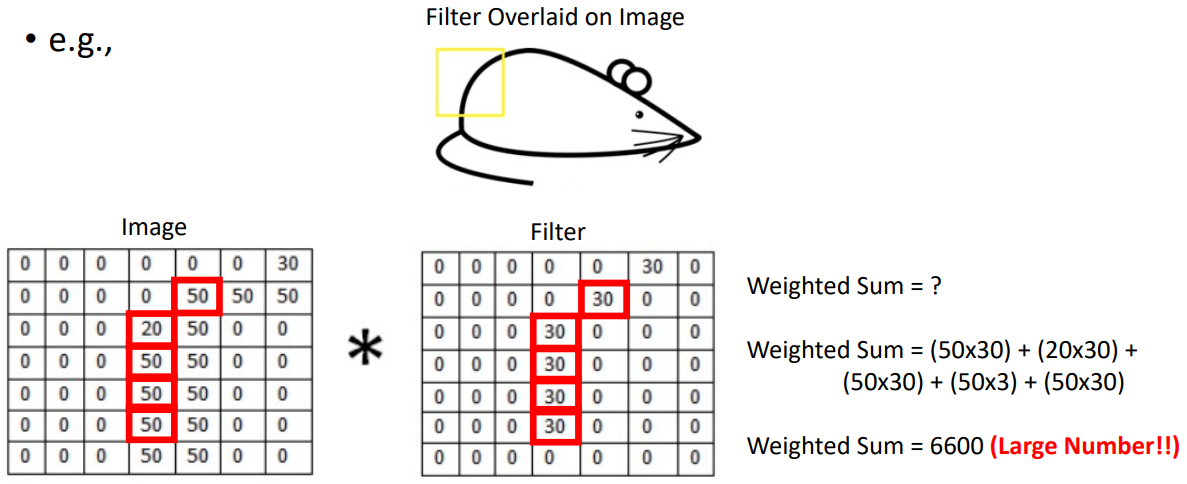 Filter Overlaid on Image
• e.g.,
Image
0 0 0 0 0 0 30
0 0 0 0 50 50 50
0 0 0 20 50 0 0
0 0 0 50 50 0 0
0 0 0 50 50 0 0
0 0 0 50 50 0 0
0 0 0 50 50 0 0
*
Filter
0 0 0 0 0 30 0
0 0 0 0 30 0 0
0 0 0 30 0 0 0
0 0 0 30 0 0 0
0 0 0 30 0 0 0
0 0 0 30 0 0 0
0 0 0 0 0 0 0
Weighted Sum = ?
Weighted Sum = (50x30) + (20x30) +
(50x30) + (50x3) + (50x30)
Weighted Sum = 6600 (Large Number!!)